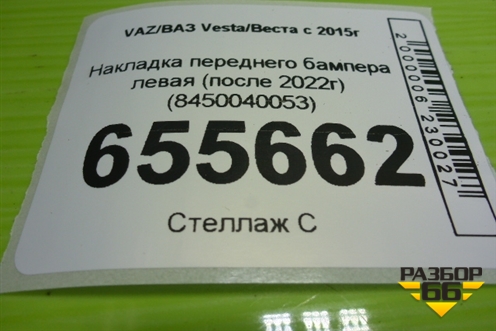 VAZ/ВАЗ Vesta/Веста с 2015г
Накладка переднего бампера
левая (после 2022г)
(8450040053)
655662
Стеллаж С
2000006230027
РАЗБОР
66